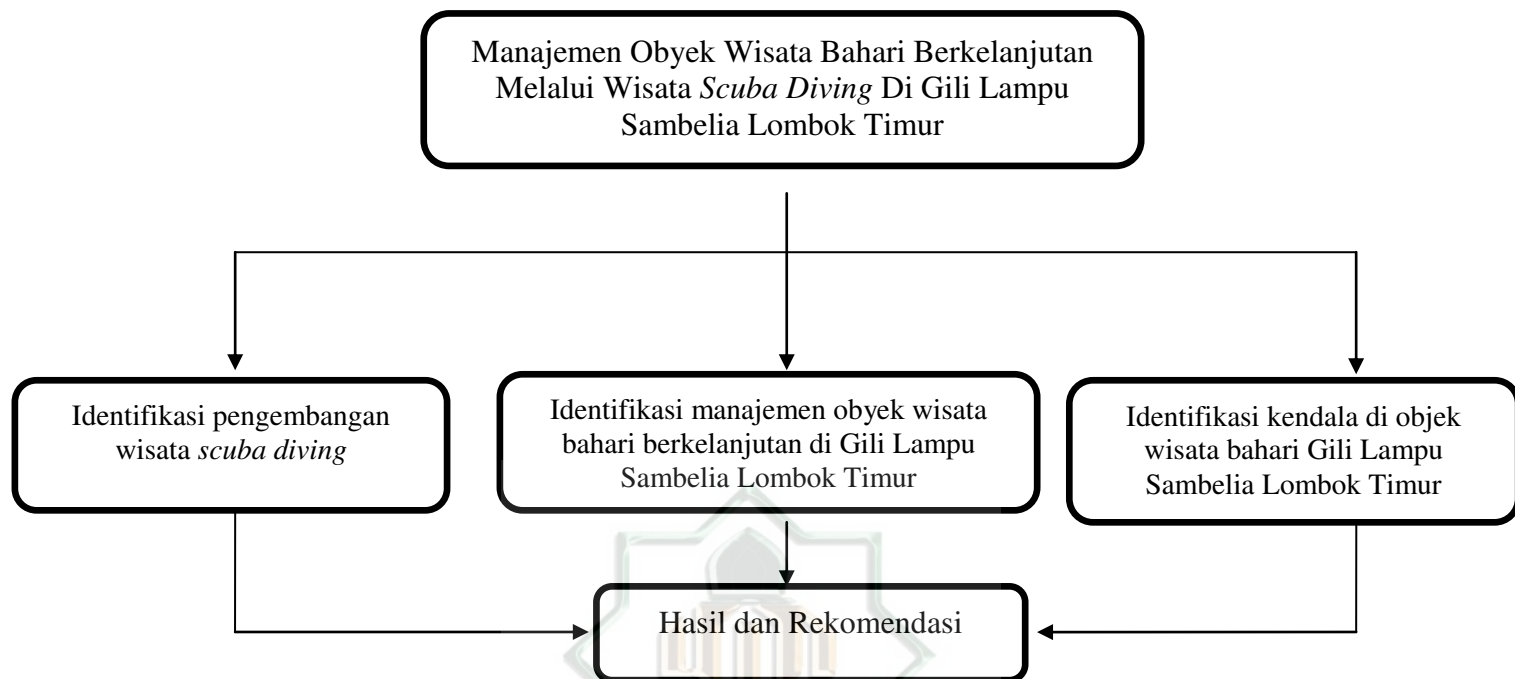 Manajemen Obyek Wisata Bahari Berkelanjutan
Melalui Wisata Scuba Diving Di Gili Lampu
Sambelia Lombok Timur
Identifikasi pengembangan
wisata scuba diving
Identifikasi manajemen obyek wisata
bahari berkelanjutan di Gili Lampu
Sambelia Lombok Timur
Identifikasi kendala di objek
wisata bahari Gili Lampu
Sambelia Lombok Timur
Hasil dan Rekomendasi